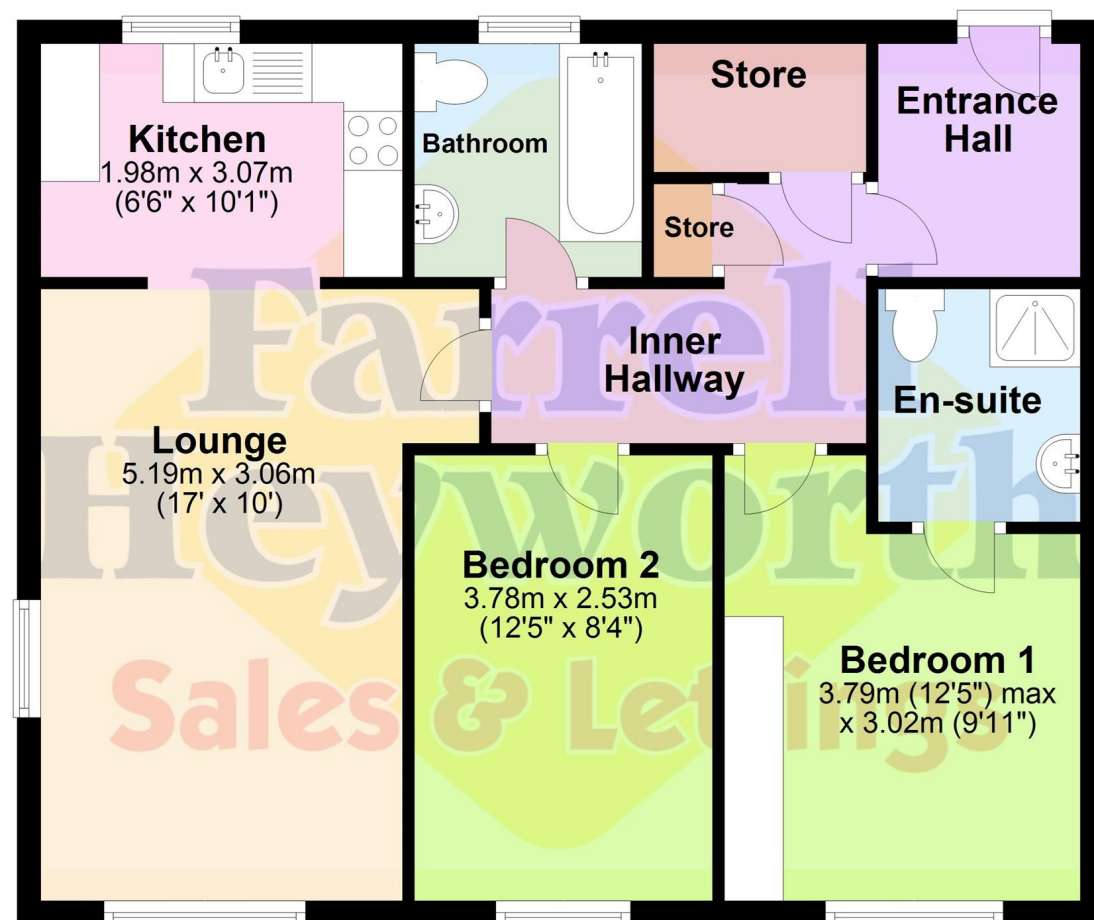 Kitchen
1.98m x 3.07m
(6'6" x 10'1")
Bathroom
Store
Entrance
Hall
Store
Inner
Hallway
En-suite
Lounge
5.19m x 3.06m
(17' x 10')
Bedroom 2
3.78m x 2.53m
(12'5" x 8'4")
Bedroom 1
3.79m (12'5") max
x 3.02m (9'11")
Farrell
Heyworth
Sales & Lettings